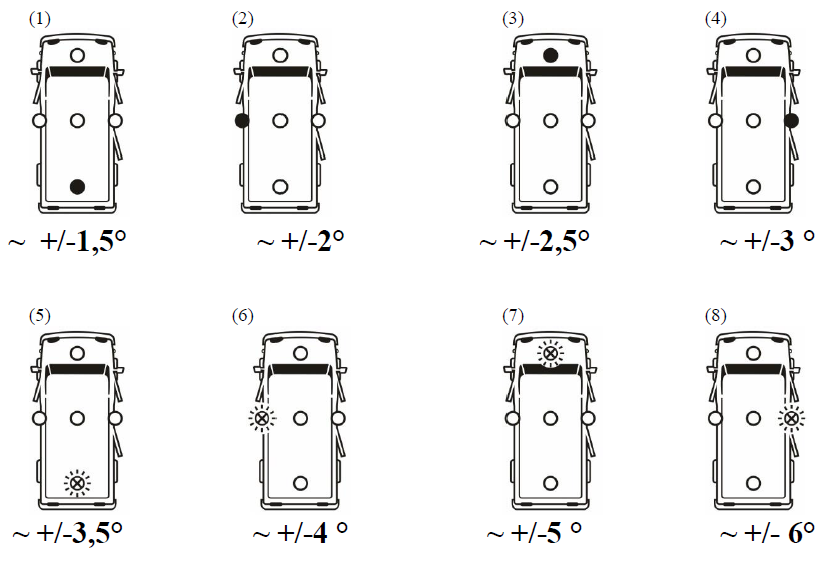 (1) (2) (3) (4)
~ +/-1,5° ~ +/-2° ~ +/-2,5° ~ +/-3 °
(5) (6) (7) (8)
~ +/-3,5° ~ +/-4 ° ~ +/-5 ° ~ +/- 6°